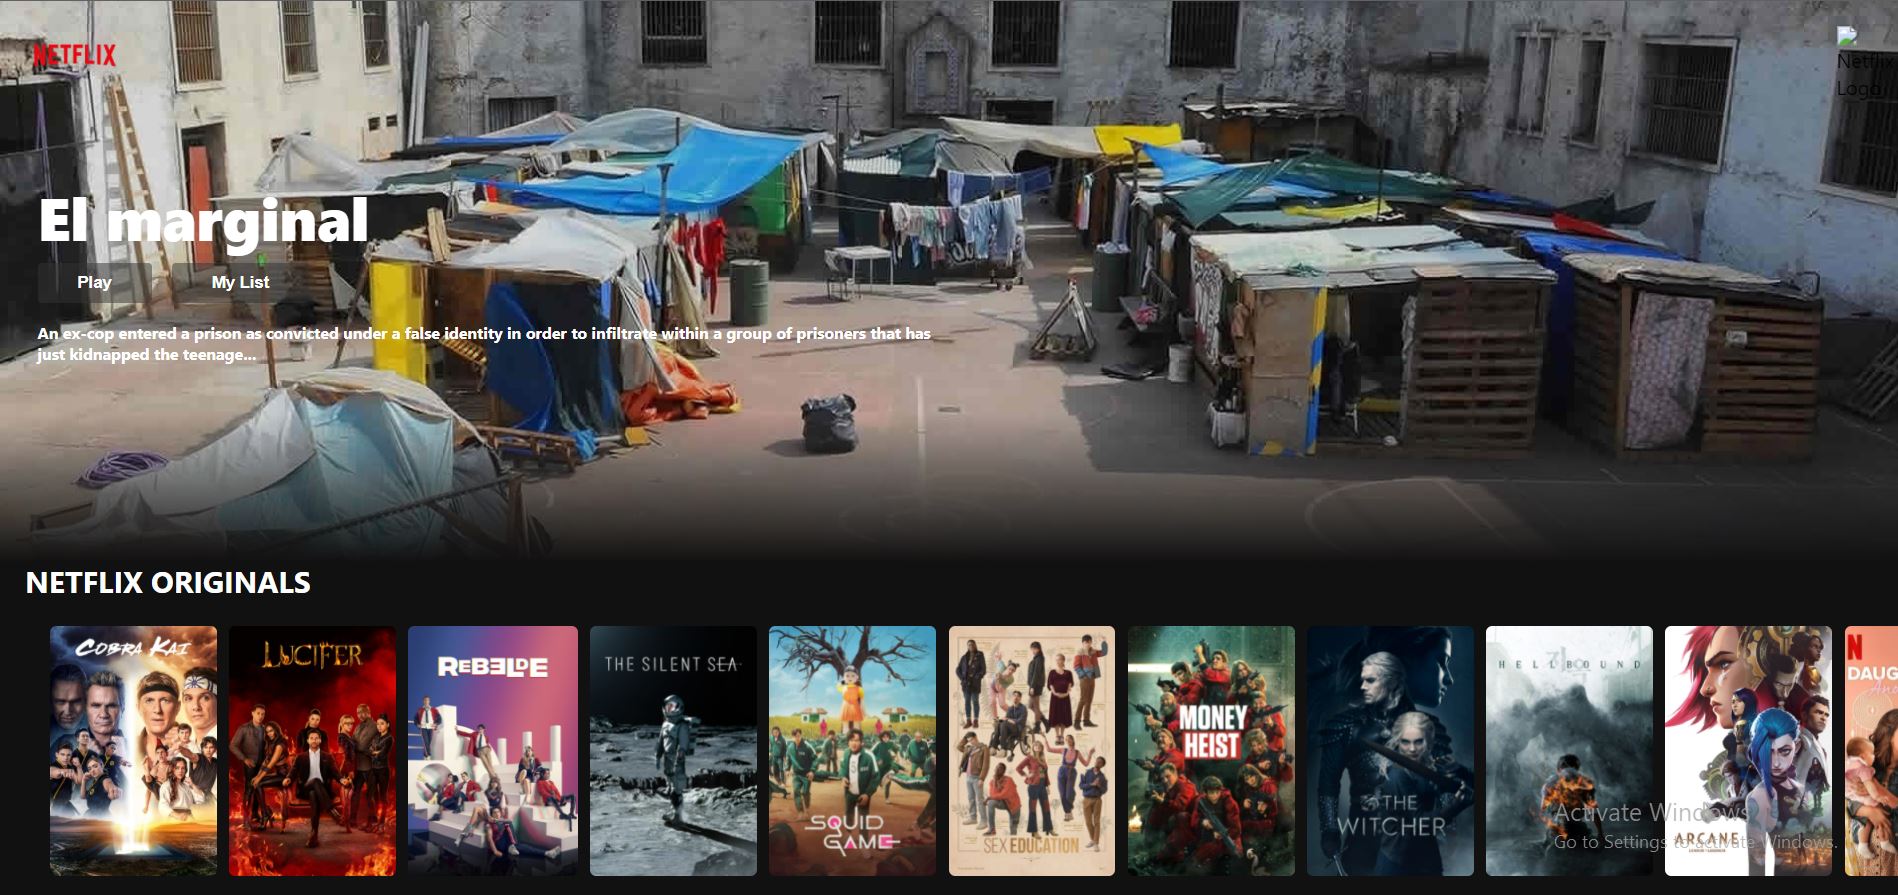 NETFLIX
Netflix
Logo
El marginal
Play
My List
An ex-cop entered a prison as convicted under a false identity in order to infiltrate within a group of prisoners that has
just kidnapped the teenage...
NETFLIX ORIGINALS
COBRA KAI
LUCIFER
REBELDE
THE SILENT SEA
SQUID
GAME
SEX EDUCATION
MONEY
HEIST
THE
WITCHER
HELLBOUND
ARCANE
N
DAUG
Activate Windows
Go to Settings to activate Windows.